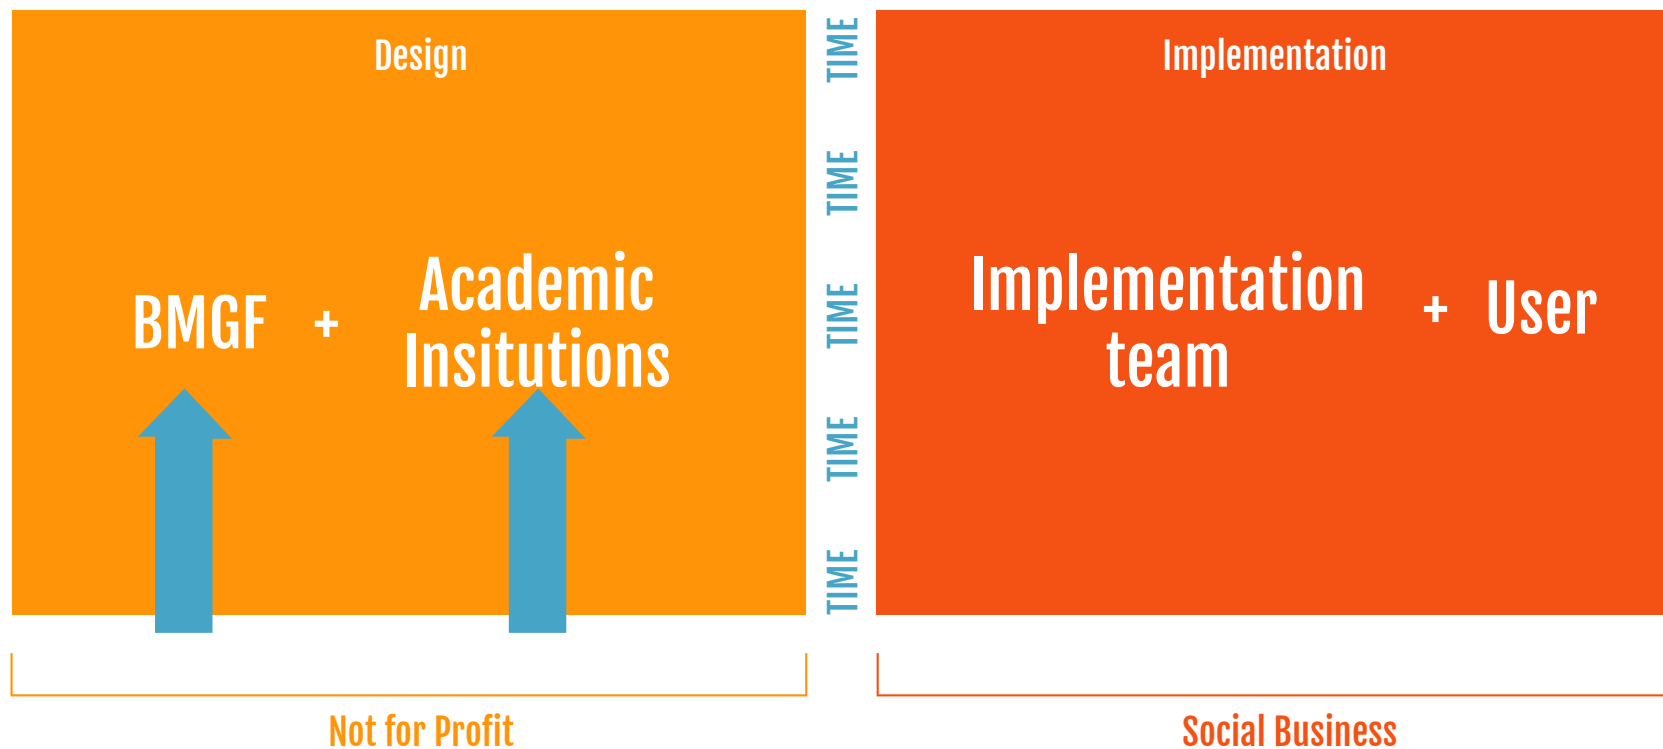 Design
BMGF + Academic
Insitutions
TIME
TIME
TIME
TIME
TIME
Implementation
Implementation
team
+ User
Not for Profit
Social Business